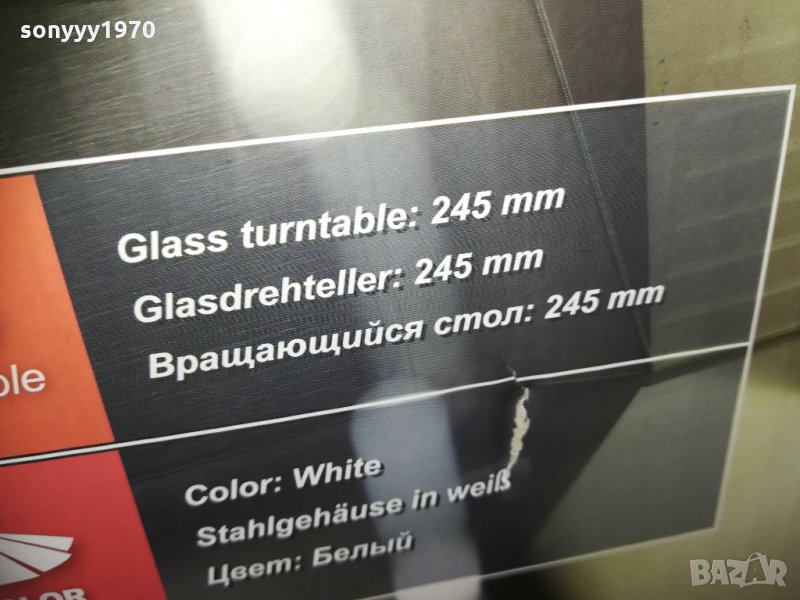 sonyyy1970
Glass turntable: 245 mm
Glasdrehteller: 245 mm
Вращающийся стол: 245 mm
Color: White
Stahlgehäuse in weiß
Цвет: Белый
BAZAR